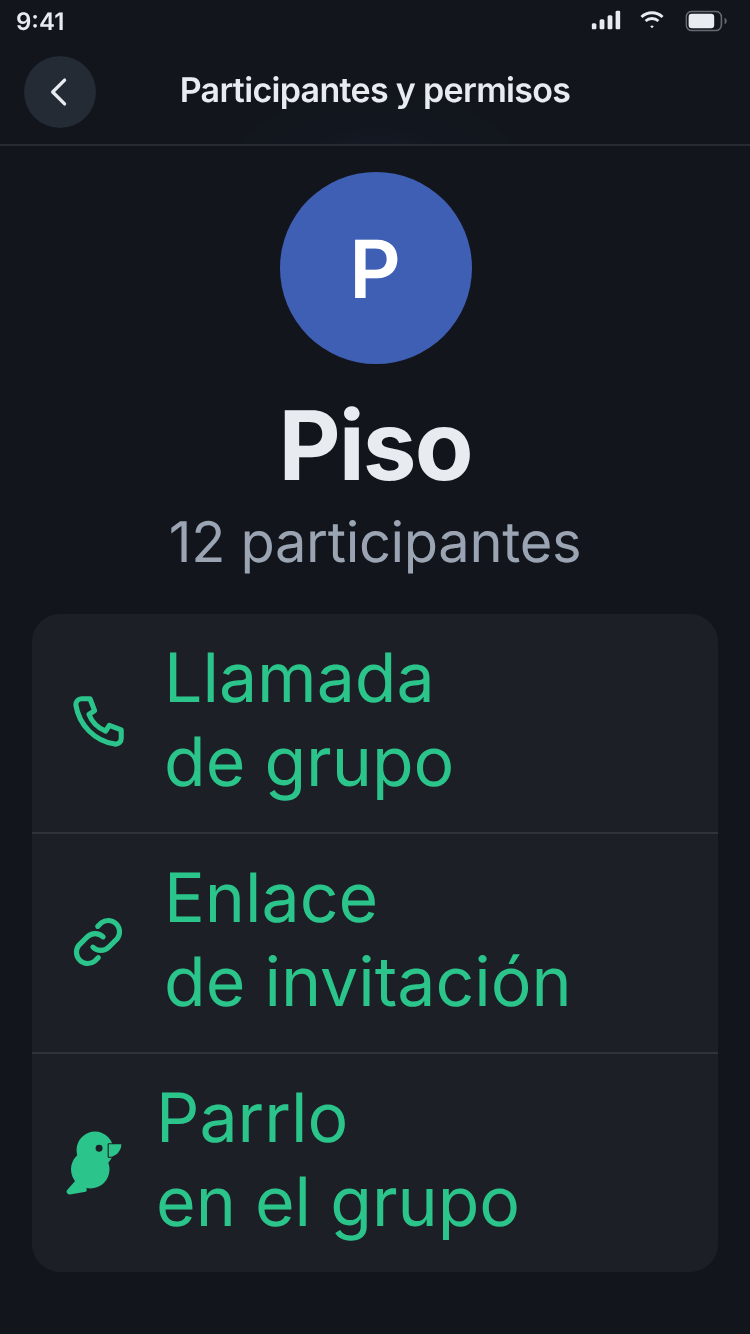 9:41
Participantes y permisos
P
Piso
12 participantes
Llamada
de grupo
Enlace
de invitación
Parrlo
en el grupo